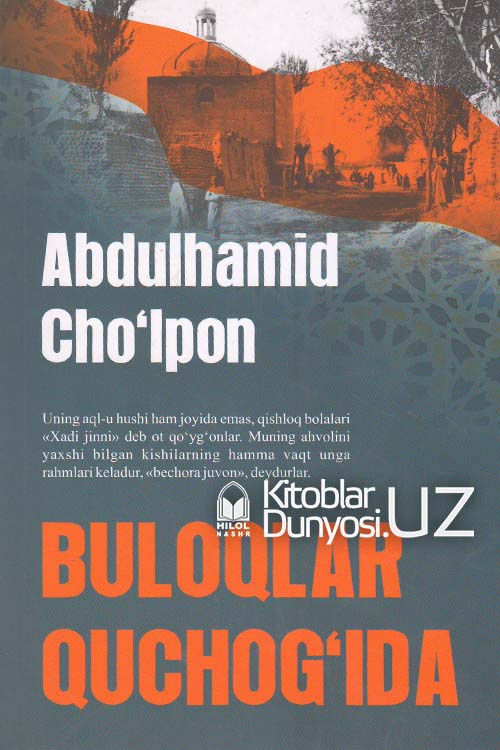 Abdulhamid
Cho‘lpon
Uning aql-u hushi ham joyida emas, qishloq bolalari
«Xadi jinni» deb ot qo‘yg‘onlar. Muning ahvolini
yaxshi bilgan kishilarning hamma vaqt unga
rahmlari keladur, «bechora juvon», deydurlar.
HILOL
NASHR
Kitoblar
Dunyosi.UZ
BULOQLAR
QUCHOG‘IDA